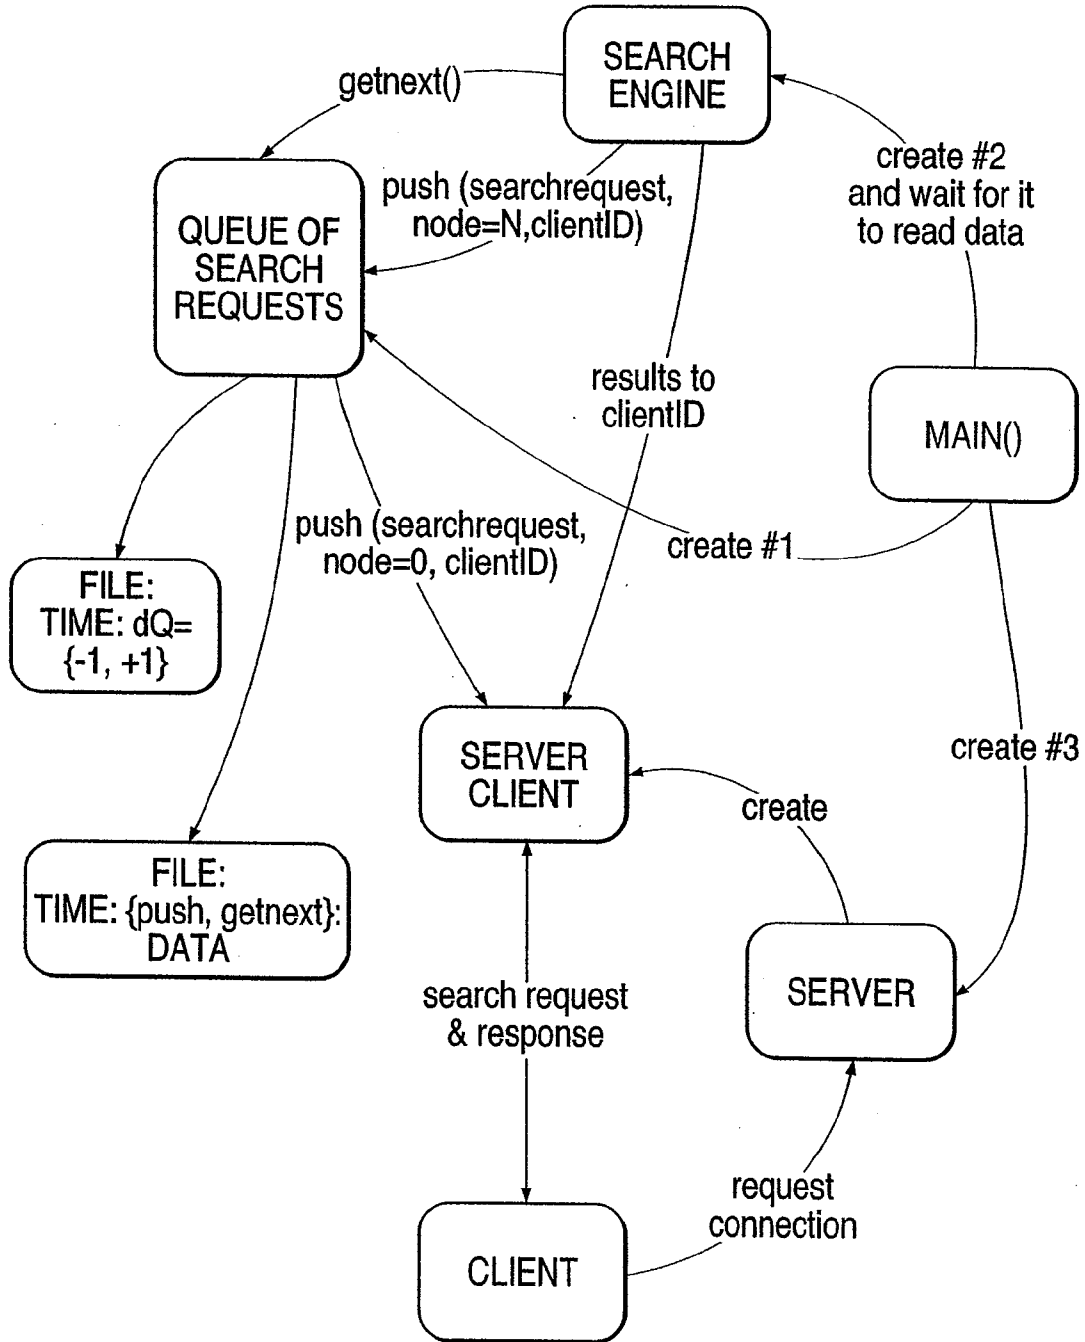 SEARCH
ENGINE
getnext()
create #2
and wait for it
to read data
push (searchrequest,
node=N,clientID)
QUEUE OF
SEARCH
REQUESTS
results to
clientID
MAIN()
push (searchrequest,
node=0, clientID)
create #1
FILE:
TIME: dQ=
{-1, +1}
SERVER
CLIENT
create #3
create
FILE:
TIME: {push, getnext}:
DATA
SERVER
search request
& response
request
connection
CLIENT